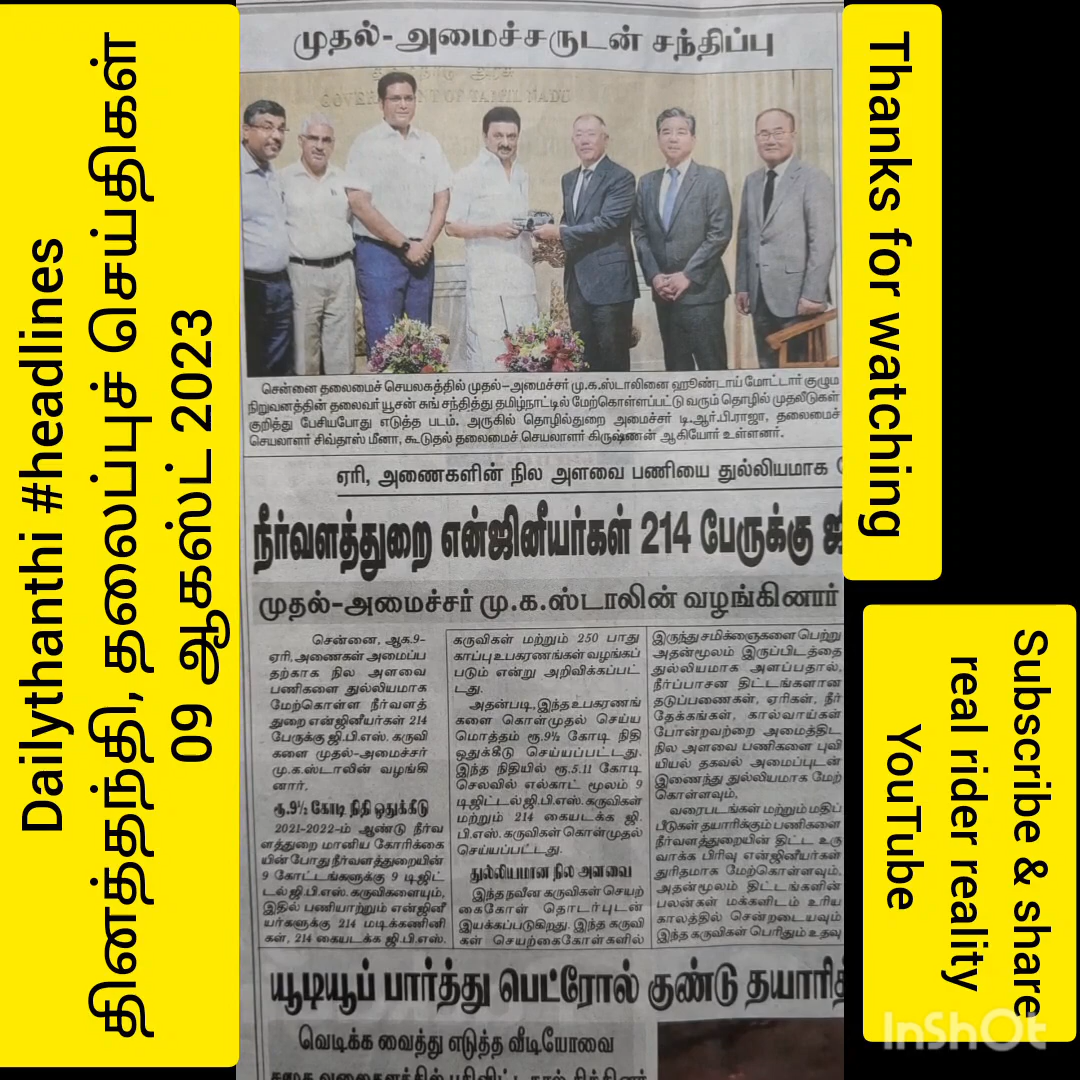 Dailythanthi #headlines
தினத்தந்தி, தலைப்புச் செய்திகள்
09 ஆகஸ்ட் 2023
முதல்-அமைச்சருடன் சந்திப்பு
GOVERNMENT OF TAMIL NADU
சென்னை தலைமைச் செயலகத்தில் முதல்-அமைச்சர் மு.க.ஸ்டாலினை ஹூண்டாய் மோட்டார் குழும
நிறுவனத்தின் தலைவர் யூசன் சுங் சந்தித்து தமிழ்நாட்டில் மேற்கொள்ளப்பட்டு வரும் தொழில் முதலீடுகள்
குறித்து பேசியபோது எடுத்த படம். அருகில் தொழில்துறை அமைச்சர் டி.ஆர்.பி.ராஜா, தலைமைச்
செயலாளர் சிவ்தாஸ் மீனா, கூடுதல் தலைமைச் செயலாளர் கிருஷ்ணன் ஆகியோர் உள்ளனர்.
ஏரி, அணைகளின் நில அளவை பணியை துல்லியமாக
நீர்வளத்துறை என்ஜினீயர்கள் 214 பேருக்கு ஜி
முதல்-அமைச்சர் மு.க.ஸ்டாலின் வழங்கினார்
சென்னை, ஆக.9-
ஏரி, அணைகள் அமைப்ப
தற்காக நில அளவை
பணிகளை துல்லியமாக
மேற்கொள்ள நீர்வளத்
துறை என்ஜினீயர்கள் 214
பேருக்கு ஜி.பி.எஸ். கருவி
களை முதல்-அமைச்சர்
மு.க.ஸ்டாலின் வழங்கி
னார்.
ரூ.9½ கோடி நிதி ஒதுக்கீடு
2021-2022-ம் ஆண்டு நீர்வ
ளத்துறை மானிய கோரிக்கை
யின் போது நீர்வளத்துறையின்
9 கோட்டங்களுக்கு 9 டிஜிட்
டல் ஜி.பி.எஸ். கருவிகளையும்,
இதில் பணியாற்றும் என்ஜினீ
யர்களுக்கு 214 மடிக்கணினி
கள், 214 கையடக்க ஜி.பி.எஸ்.
கருவிகள் மற்றும் 250 பாது
காப்பு உபகரணங்கள் வழங்கப்
படும் என்று அறிவிக்கப்பட்
டது.
அதன்படி, இந்த உபகரணங்
களை கொள்முதல் செய்ய
மொத்தம் ரூ.9½ கோடி நிதி
ஒதுக்கீடு செய்யப்பட்டது.
இந்த நிதியில் ரூ.5.11 கோடி
செலவில் எல்காட் மூலம் 9
டிஜிட்டல் ஜி.பி.எஸ். கருவிகள்
மற்றும் 214 கையடக்க ஜி.
பி.எஸ். கருவிகள் கொள்முதல்
செய்யப்பட்டது.
துல்லியமான நில அளவை
இந்த நவீன கருவிகள் செயற்
கைகோள் தொடர்புடன்
இயக்கப்படுகிறது. இந்த கருவி
கள் செயற்கைகோள்களில்
இருந்து சமிக்ஞைகளை பெற்று
அதன்மூலம் இருப்பிடத்தை
துல்லியமாக அளப்பதால்,
நீர்ப்பாசன திட்டங்களான
தடுப்பணைகள், ஏரிகள், நீர்
தேக்கங்கள், கால்வாய்கள்
போன்றவற்றை அமைத்திட
நில அளவை பணிகளை புவி
யியல் தகவல் அமைப்புடன்
இணைந்து துல்லியமாக மேற்
கொள்ளவும்,
வரைபடங்கள் மற்றும் மதிப்
பீடுகள் தயாரிக்கும் பணிகளை
நீர்வளத்துறையின் திட்ட உரு
வாக்க பிரிவு என்ஜினீயர்கள்
துரிதமாக மேற்கொள்ளவும்,
அதன்மூலம் திட்டங்களின்
பலன்கள் மக்களிடம் உரிய
காலத்தில் சென்றடையவும்
இந்த கருவிகள் பெரிதும் உதவு
யூடியூப் பார்த்து பெட்ரோல் குண்டு தயாரித்
வெடிக்க வைத்து எடுத்த வீடியோவை
Thanks for watching
Subscribe & share
real rider reality
YouTube
InShOt